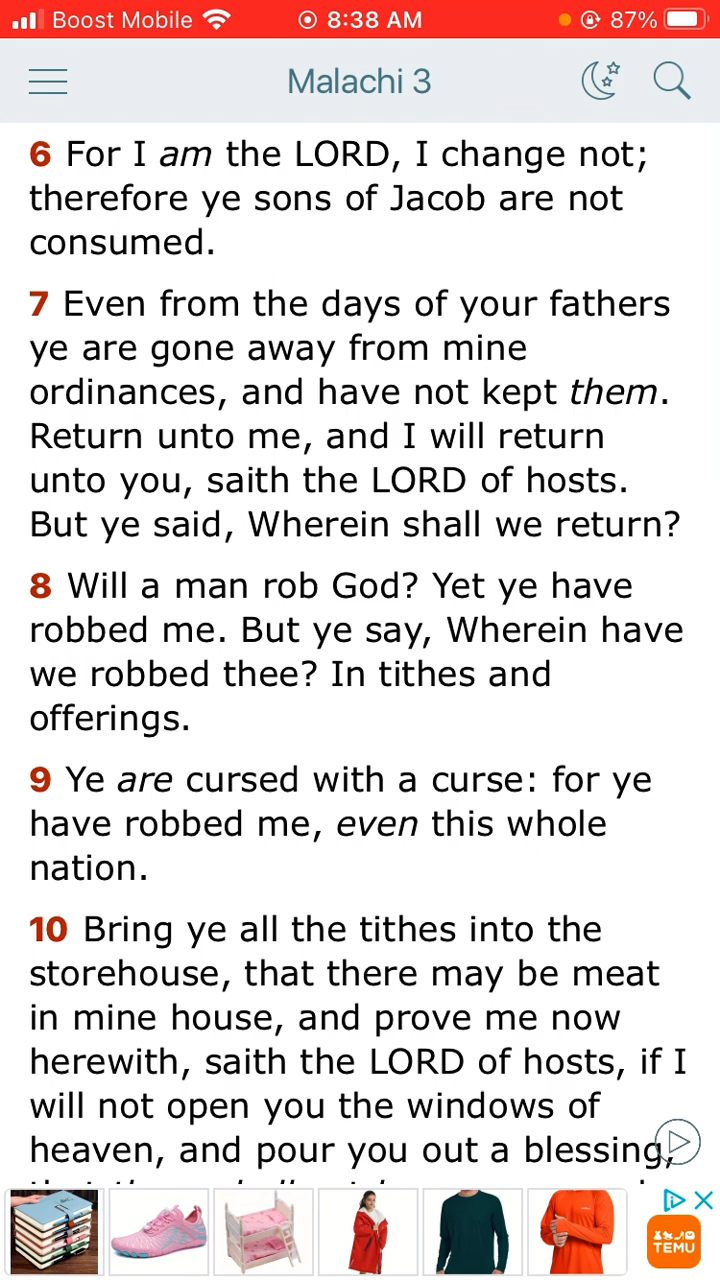 Boost Mobile 8:38 AM 87%
Malachi 3
6 For I am the LORD, I change not;
therefore ye sons of Jacob are not
consumed.
7 Even from the days of your fathers
ye are gone away from mine
ordinances, and have not kept them.
Return unto me, and I will return
unto you, saith the LORD of hosts.
But ye said, Wherein shall we return?
8 Will a man rob God? Yet ye have
robbed me. But ye say, Wherein have
we robbed thee? In tithes and
offerings.
9 Ye are cursed with a curse: for ye
have robbed me, even this whole
nation.
10 Bring ye all the tithes into the
storehouse, that there may be meat
in mine house, and prove me now
herewith, saith the LORD of hosts, if I
will not open you the windows of
heaven, and pour you out a blessing,
TEMU